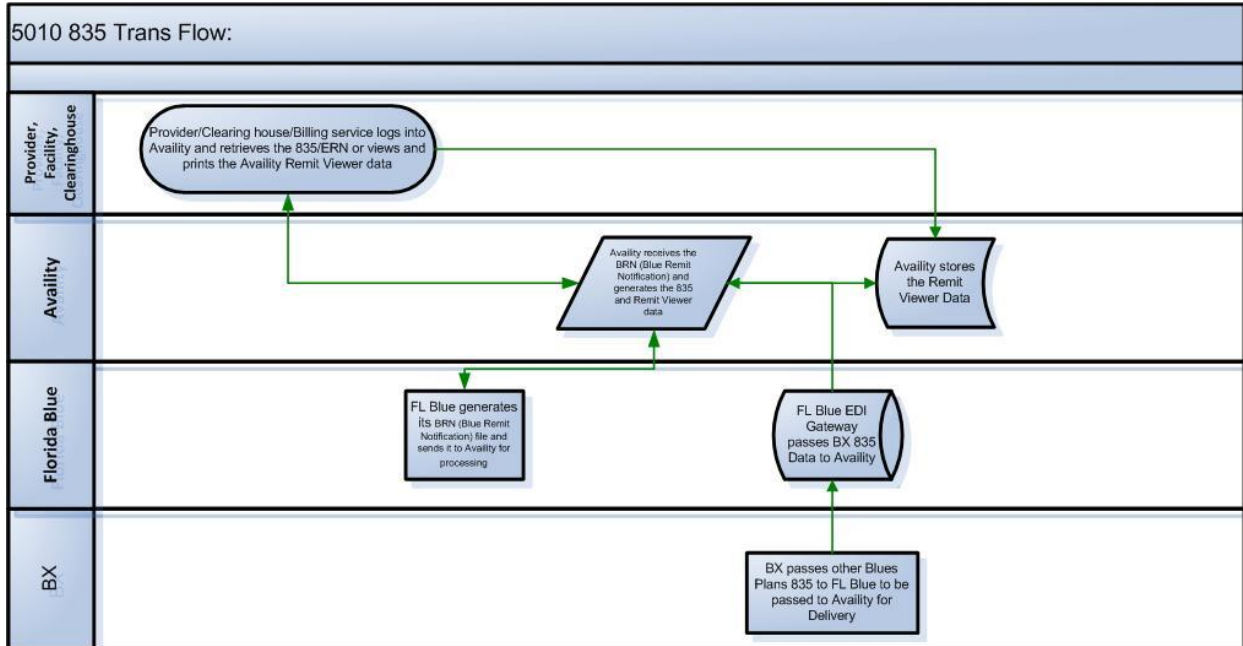 5010 835 Trans Flow:
Provider,
Facility,
Clearinghouse
Provider/Clearing house/Billing service logs into
Availity and retrieves the 835/ERN or views and
prints the Availity Remit Viewer data
Availity
Availity receives the
BRN (Blue Remit
Notification) and
generates the 835
and Remit Viewer
data
Availity stores
the Remit
Viewer Data
Florida Blue
FL Blue generates
its BRN (Blue Remit
Notification) file and
sends it to Availity for
processing
FL Blue EDI
Gateway
passes BX 835
Data to Availity
BX
BX passes other Blues
Plans 835 to FL Blue to be
passed to Availity for
Delivery